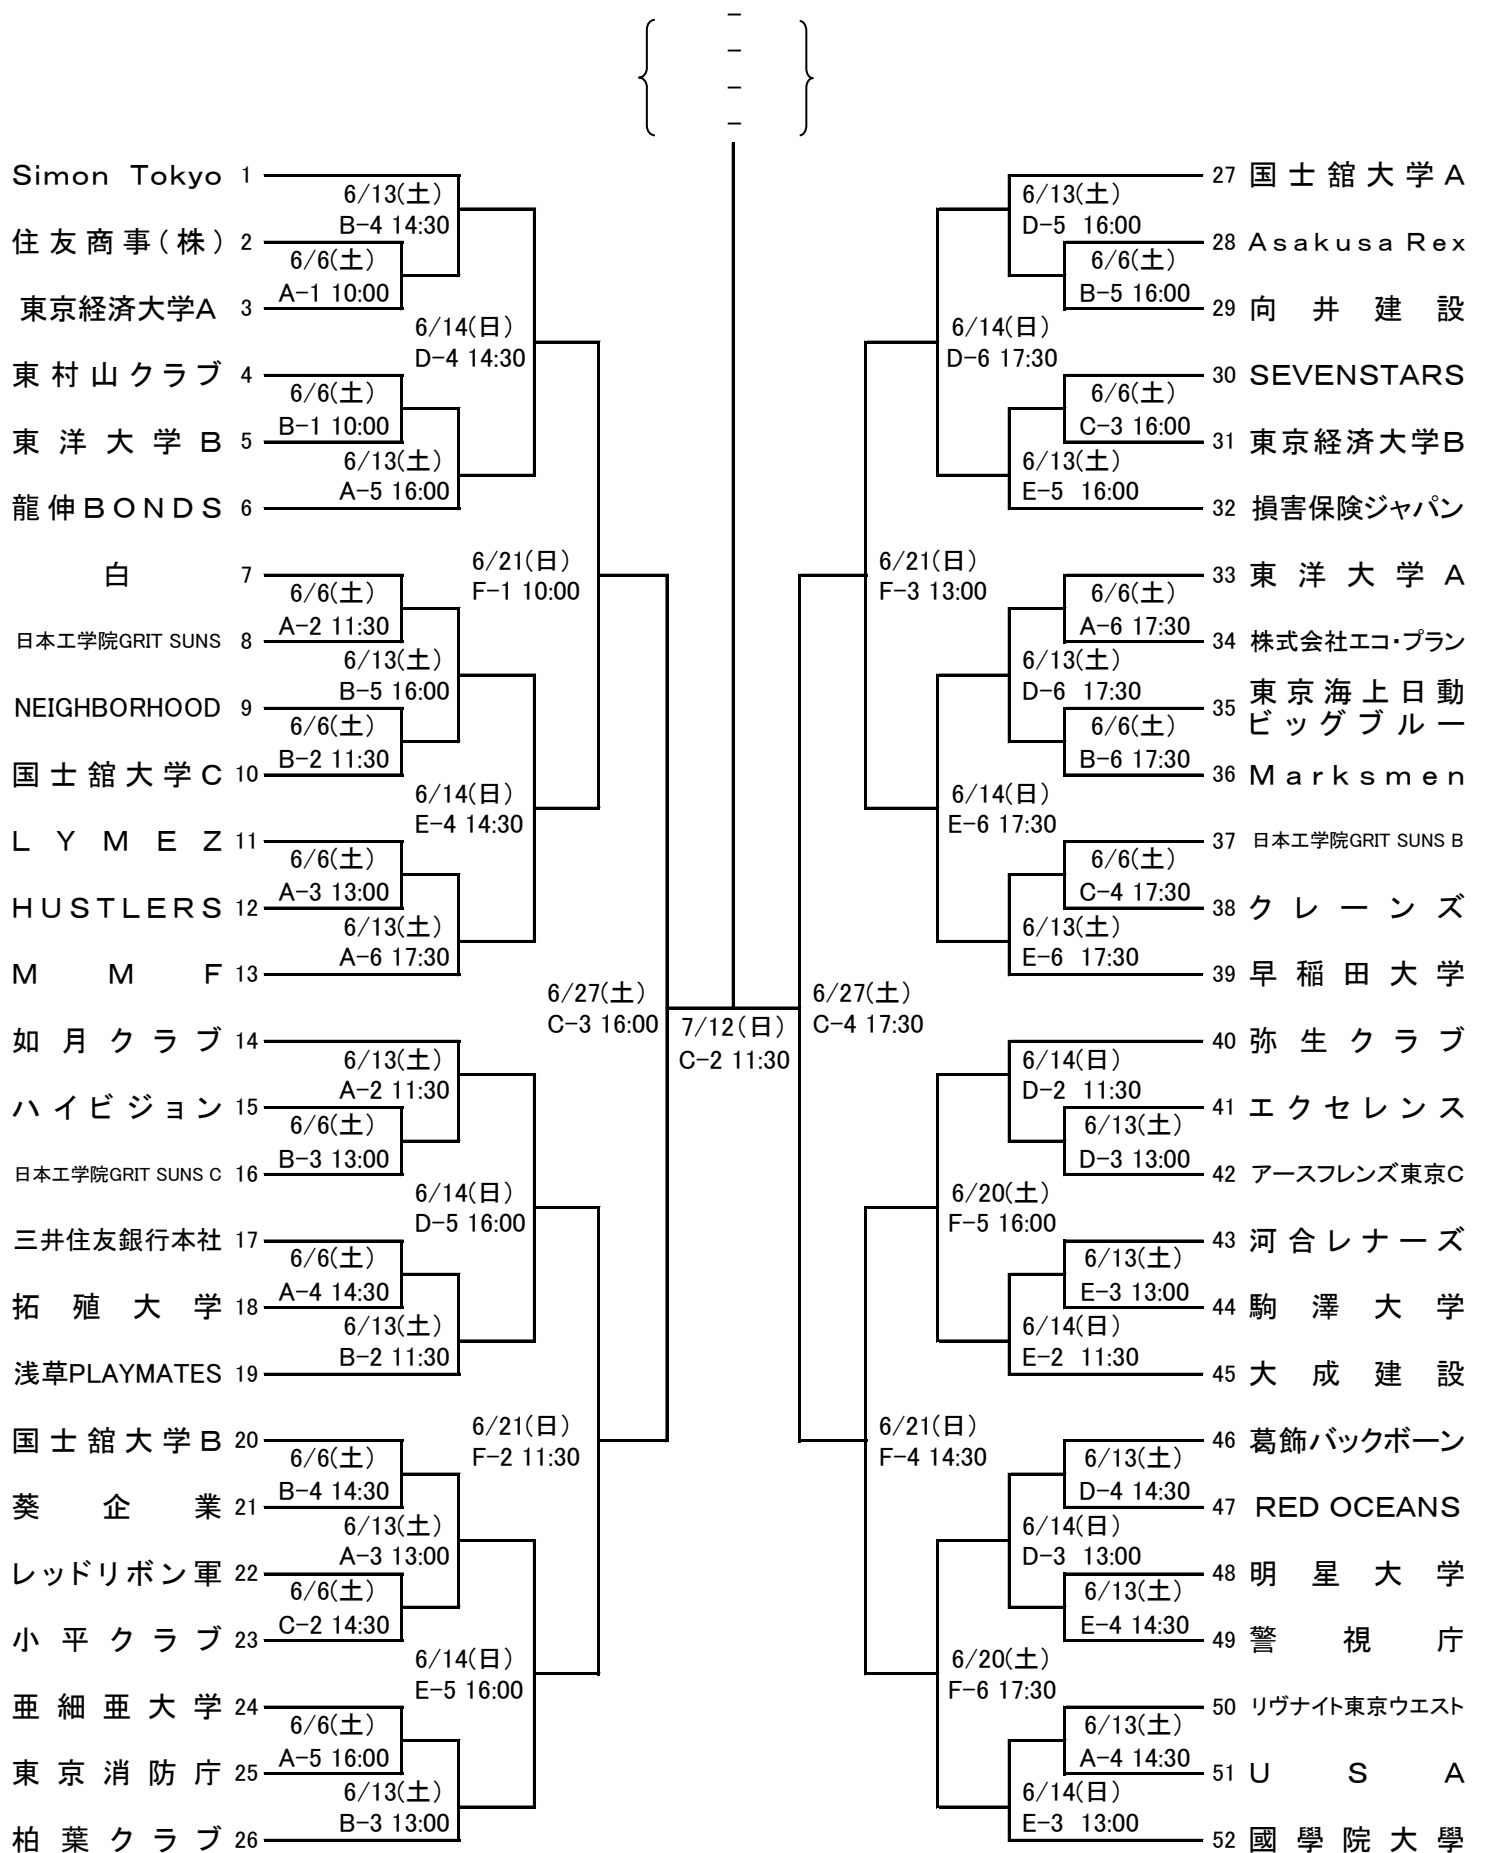 −
−
−
−
Simon Tokyo 1
6/13(土)
B−4 14:30
住友商事(株) 2
6/6(土)
A−1 10:00
東京経済大学A 3
6/14(日)
D−4 14:30
東村山クラブ 4
6/6(土)
B−1 10:00
東洋大学B 5
6/13(土)
A−5 16:00
龍伸BONDS 6
6/21(日)
F−1 10:00
白 7
6/6(土)
A−2 11:30
日本工学院GRIT SUNS 8
6/13(土)
B−5 16:00
NEIGHBORHOOD 9
6/6(土)
B−2 11:30
国士舘大学C 10
6/14(日)
E−4 14:30
LYMEZ 11
6/6(土)
A−3 13:00
HUSTLERS 12
6/13(土)
A−6 17:30
MMF 13
6/27(土)
C−3 16:00
如月クラブ 14
6/13(土)
A−2 11:30
ハイビジョン 15
6/6(土)
B−3 13:00
日本工学院GRIT SUNS C 16
6/14(日)
D−5 16:00
三井住友銀行本社 17
6/6(土)
A−4 14:30
拓殖大学 18
6/13(土)
B−2 11:30
浅草PLAYMATES 19
6/21(日)
F−2 11:30
国士舘大学B 20
6/6(土)
B−4 14:30
葵企業 21
6/13(土)
A−3 13:00
レッドリボン軍 22
6/6(土)
C−2 14:30
小平クラブ 23
6/14(日)
E−5 16:00
亜細亜大学 24
6/6(土)
A−5 16:00
東京消防庁 25
6/13(土)
B−3 13:00
柏葉クラブ 26
7/12(日)
C−2 11:30
27 国士舘大学A
6/13(土)
D−5 16:00
28 Asakusa Rex
6/6(土)
B−5 16:00
29 向井建設
6/14(日)
D−6 17:30
30 SEVENSTARS
6/6(土)
C−3 16:00
31 東京経済大学B
6/13(土)
E−5 16:00
32 損害保険ジャパン
6/21(日)
F−3 13:00
33 東洋大学A
6/6(土)
A−6 17:30
34 株式会社エコ・プラン
6/13(土)
D−6 17:30
35 東京海上日動
ビッグブルー
6/6(土)
B−6 17:30
36 Marksmen
6/14(日)
E−6 17:30
37 日本工学院GRIT SUNS B
6/6(土)
C−4 17:30
38 クレーンズ
6/13(土)
E−6 17:30
39 早稲田大学
6/27(土)
C−4 17:30
40 弥生クラブ
6/14(日)
D−2 11:30
41 エクセレンス
6/13(土)
D−3 13:00
42 アースフレンズ東京C
6/20(土)
F−5 16:00
43 河合レナーズ
6/13(土)
E−3 13:00
44 駒澤大学
6/14(日)
E−2 11:30
45 大成建設
6/21(日)
F−4 14:30
46 葛飾バックボーン
6/13(土)
D−4 14:30
47 RED OCEANS
6/14(日)
D−3 13:00
48 明星大学
6/13(土)
E−4 14:30
49 警視庁
6/20(土)
F−6 17:30
50 リヴナイト東京ウエスト
6/13(土)
A−4 14:30
51 USA
6/14(日)
E−3 13:00
52 國學院大學